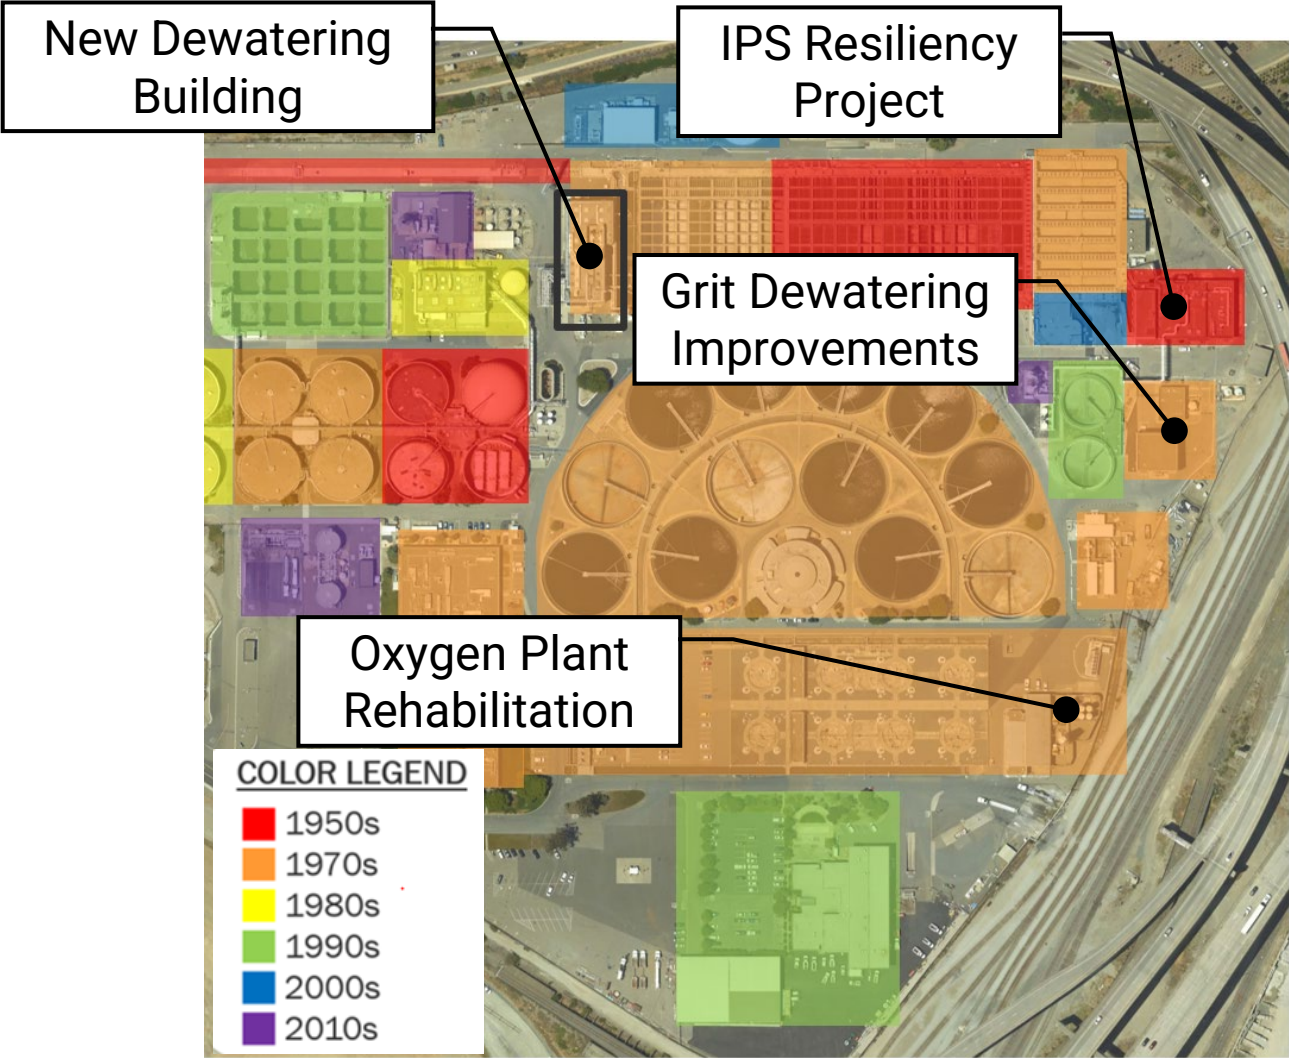 New Dewatering
Building
IPS Resiliency
Project
Grit Dewatering
Improvements
Oxygen Plant
Rehabilitation
COLOR LEGEND
1950s
1970s
1980s
1990s
2000s
2010s